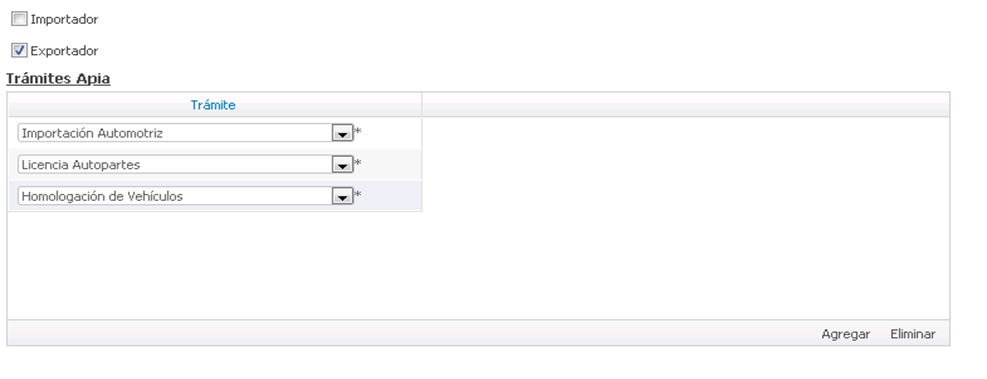 Importador
Exportador
Trámites Apia
Trámite
Importación Automotriz *
Licencia Autopartes *
Homologación de Vehículos *
Agregar Eliminar